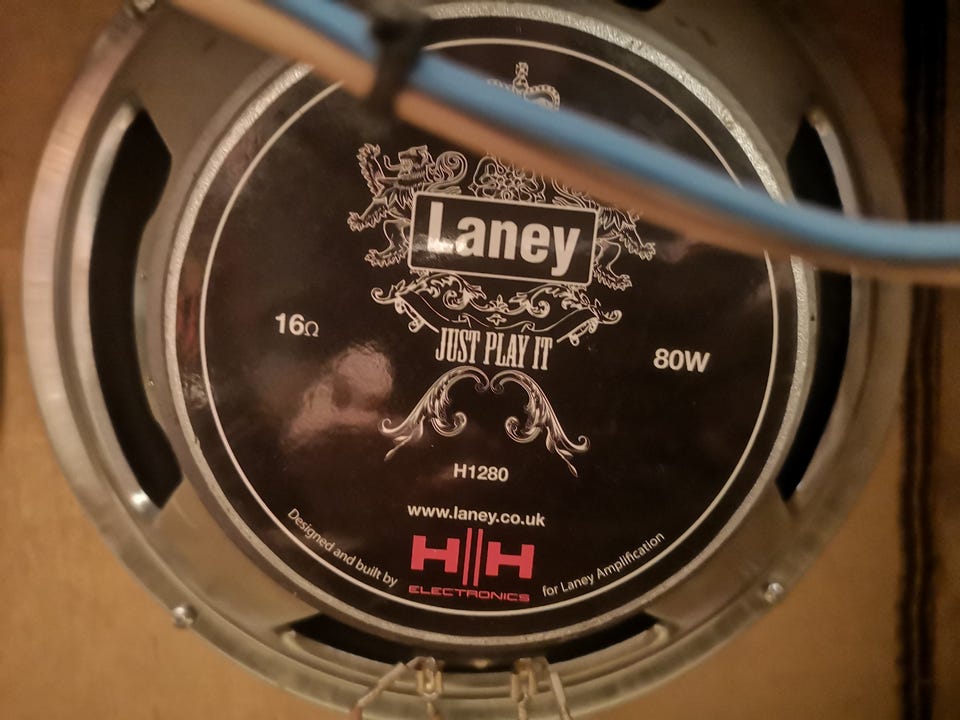 Laney
JUST PLAY IT
16Ω
80W
H1280
www.laney.co.uk
Designed and built by
HH
ELECTRONICS
for Laney Amplification